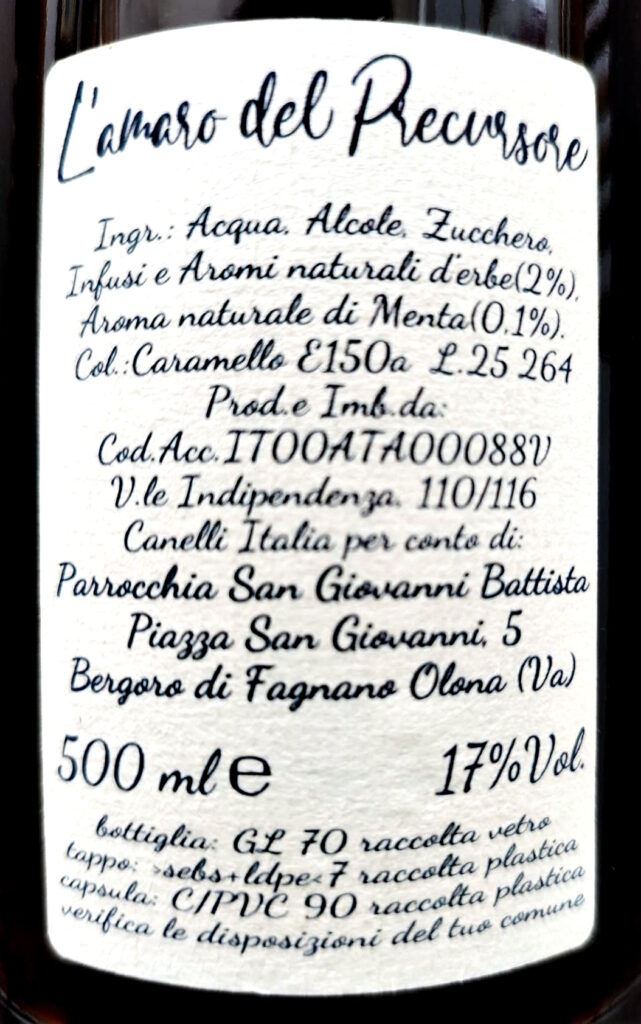 L'amaro del Precursore
Ingr.: Acqua, Alcole, Zucchero,
Infusi e Aromi naturali d'erbe(2%),
Aroma naturale di Menta(0,1%).
Col.:Caramello E150a L.25 264
Prod.e Imb.da:
Cod.Acc.IT00ATA00088V
V.le Indipendenza, 110/116
Canelli Italia per conto di:
Parrocchia San Giovanni Battista
Piazza San Giovanni, 5
Bergoro di Fagnano Olona (Va)
500 ml e 17%Vol.
bottiglia: GL 70 raccolta vetro
tappo: >sebs+ldpe< 7 raccolta plastica
capsula: C/PVC 90 raccolta plastica
verifica le disposizioni del tuo comune